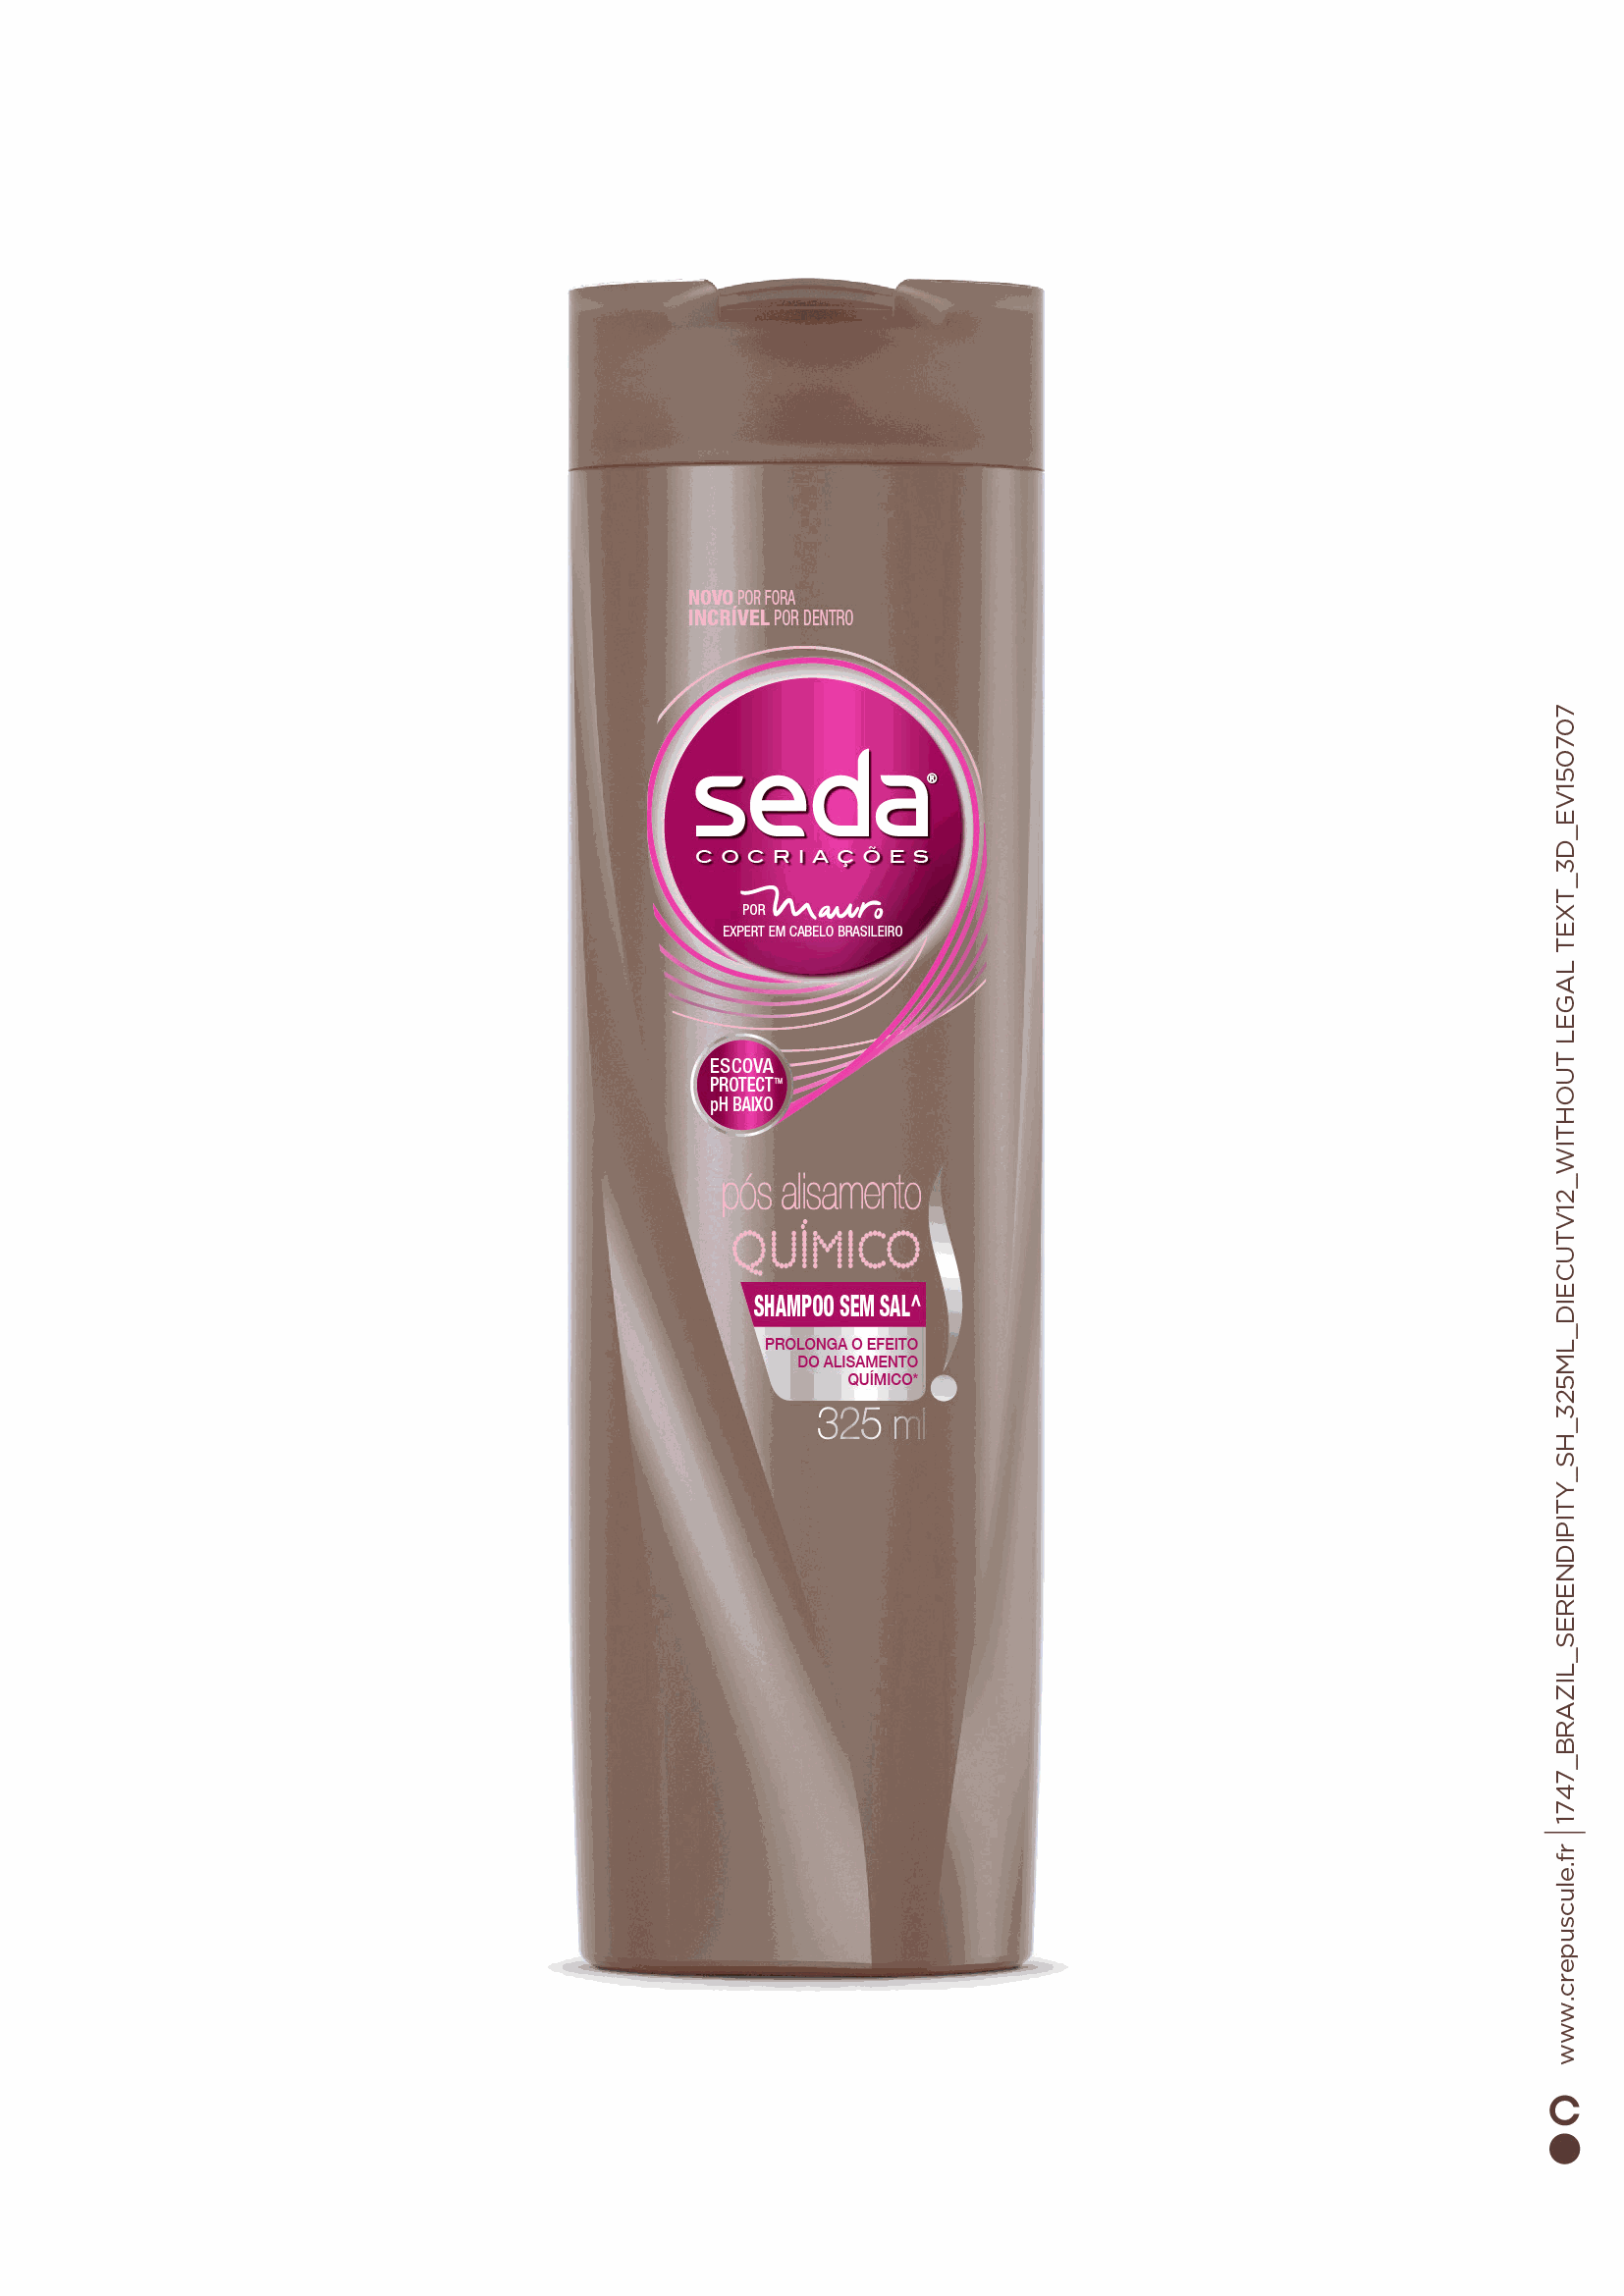 NOVO POR FORA
INCRÍVEL POR DENTRO
seda®
COCRIAÇÕES
POR Mauro
EXPERT EM CABELO BRASILEIRO
ESCOVA
PROTECT™
pH BAIXO
pós alisamento
QUÍMICO
SHAMPOO SEM SAL^
PROLONGA O EFEITO
DO ALISAMENTO
QUÍMICO*
325 ml
C www.crepuscule.fr | 1747_BRAZIL_SERENDIPITY_SH_325ML_DIECUTV12_WITHOUT LEGAL TEXT_3D_EV150707